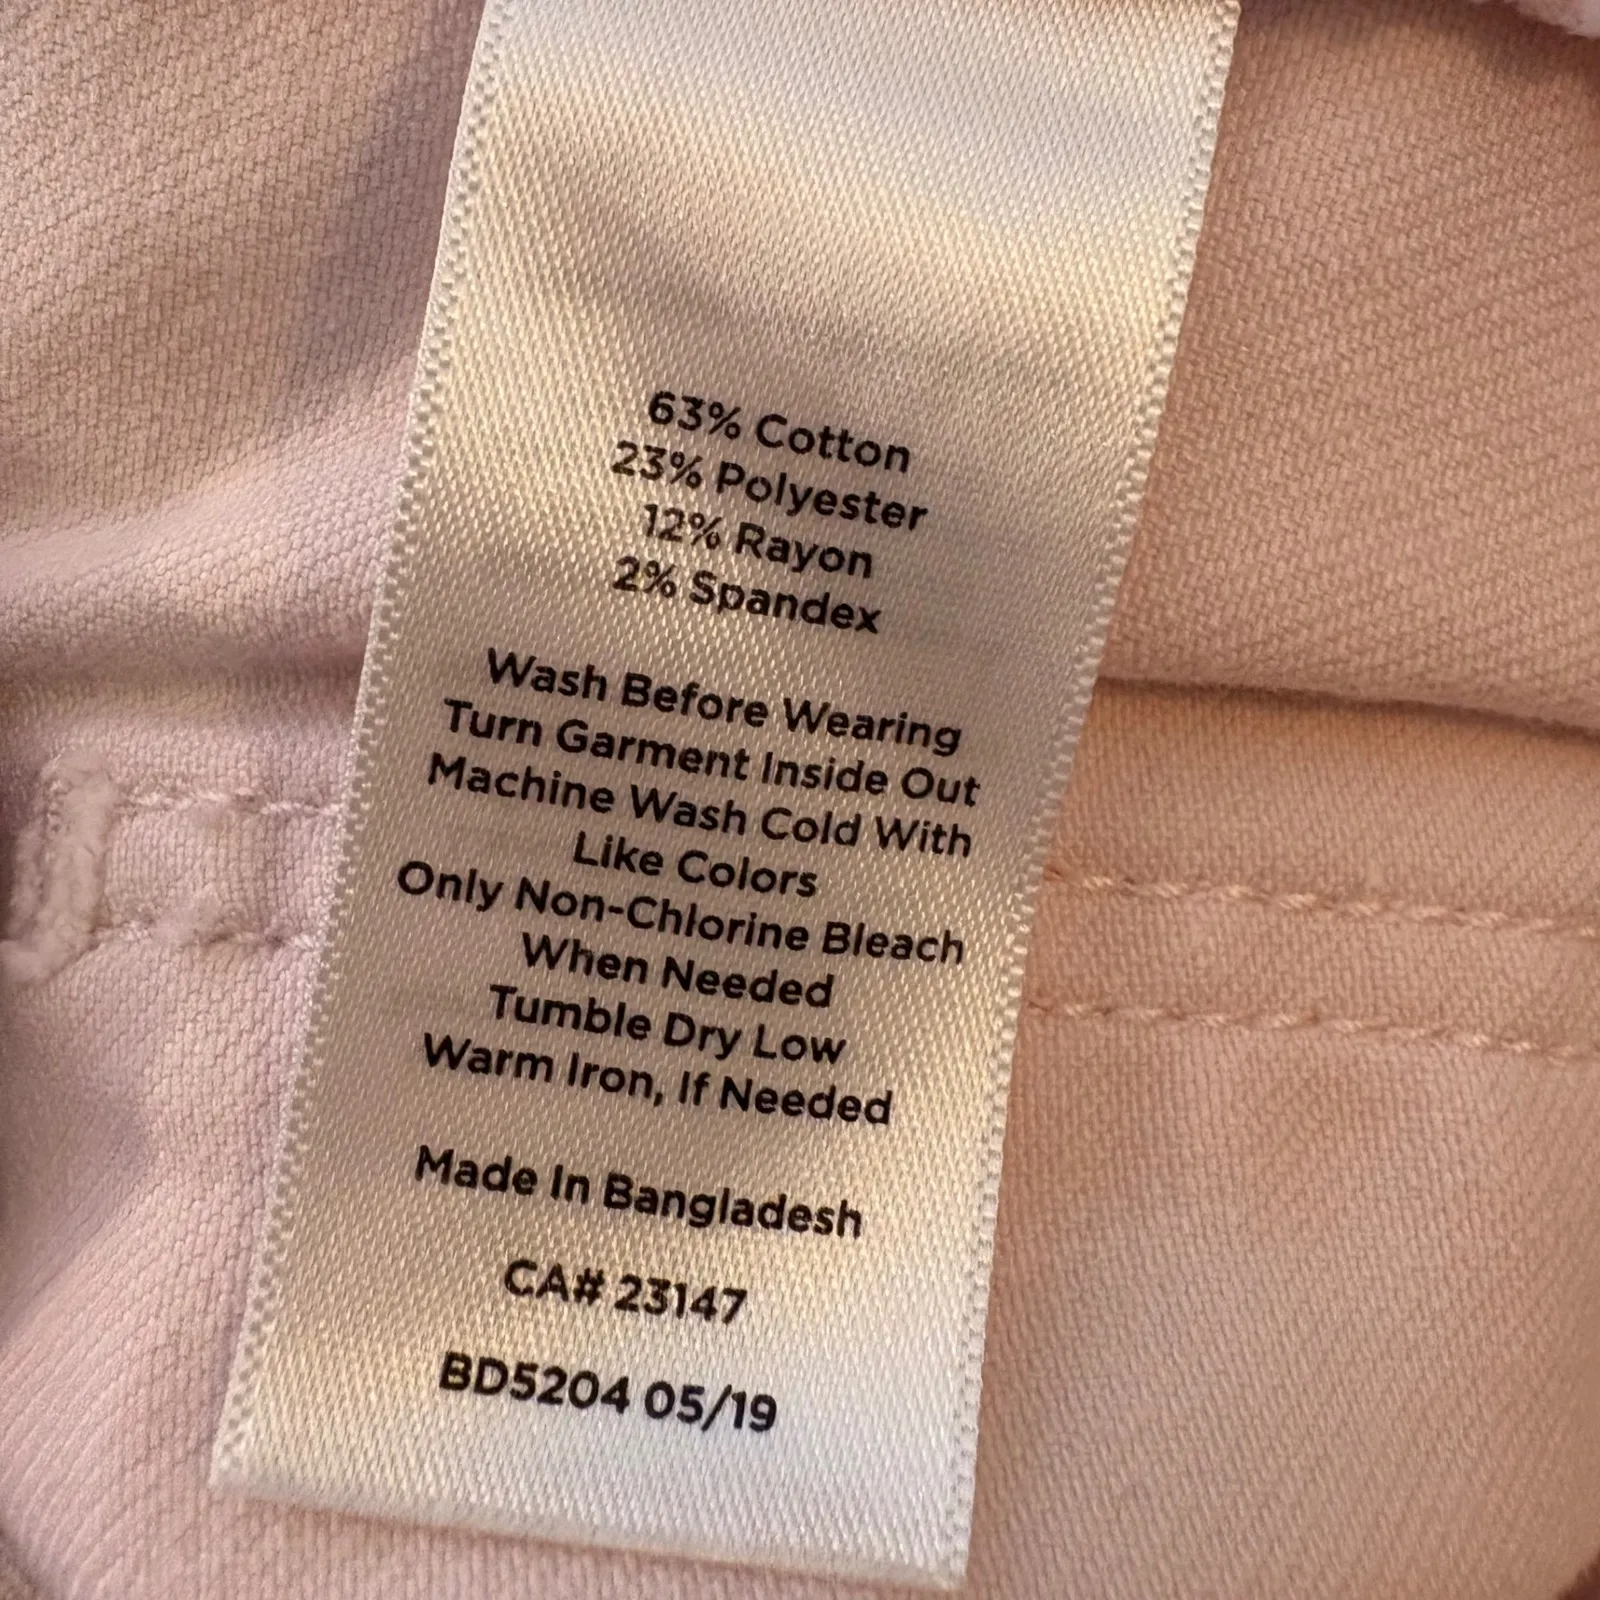 63% Cotton
23% Polyester
12% Rayon
2% Spandex
Wash Before Wearing
Turn Garment Inside Out
Machine Wash Cold With
Like Colors
Only Non-Chlorine Bleach
When Needed
Tumble Dry Low
Warm Iron, If Needed
Made In Bangladesh
CA# 23147
BD5204 05/19